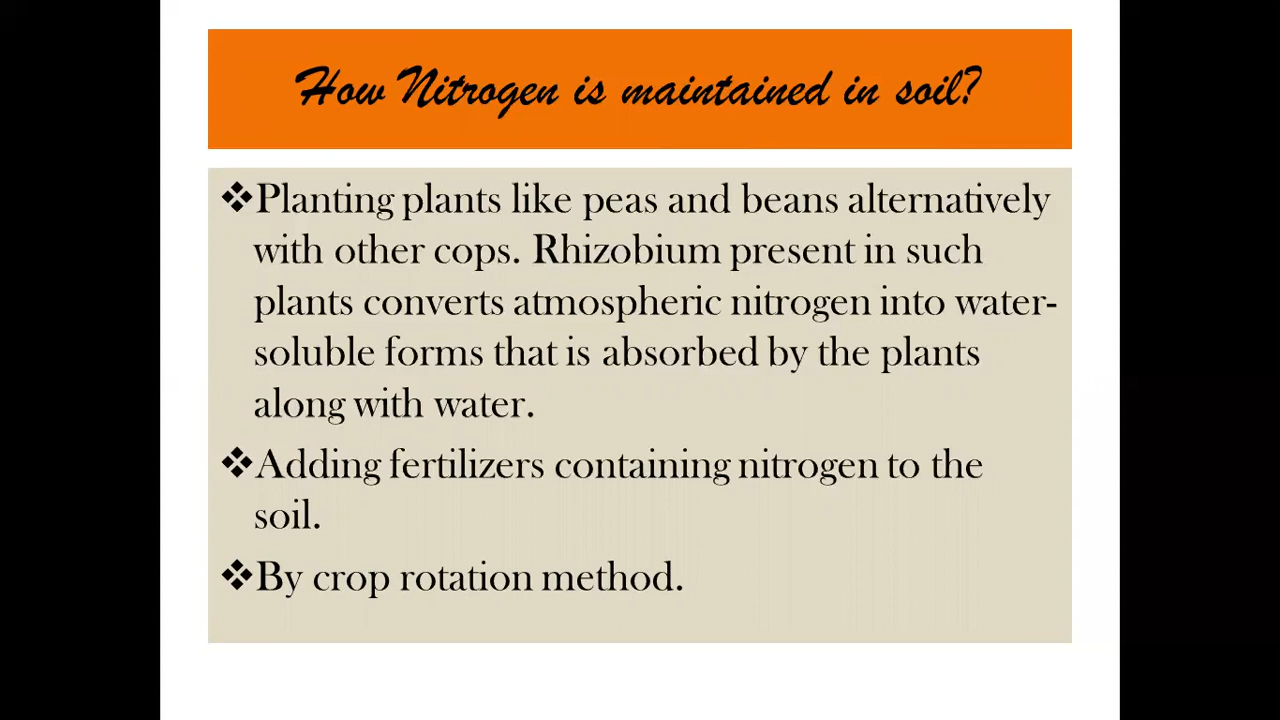 How Nitrogen is maintained in soil?
❖Planting plants like peas and beans alternatively
with other cops. Rhizobium present in such
plants converts atmospheric nitrogen into water-
soluble forms that is absorbed by the plants
along with water.
❖Adding fertilizers containing nitrogen to the
soil.
❖By crop rotation method.